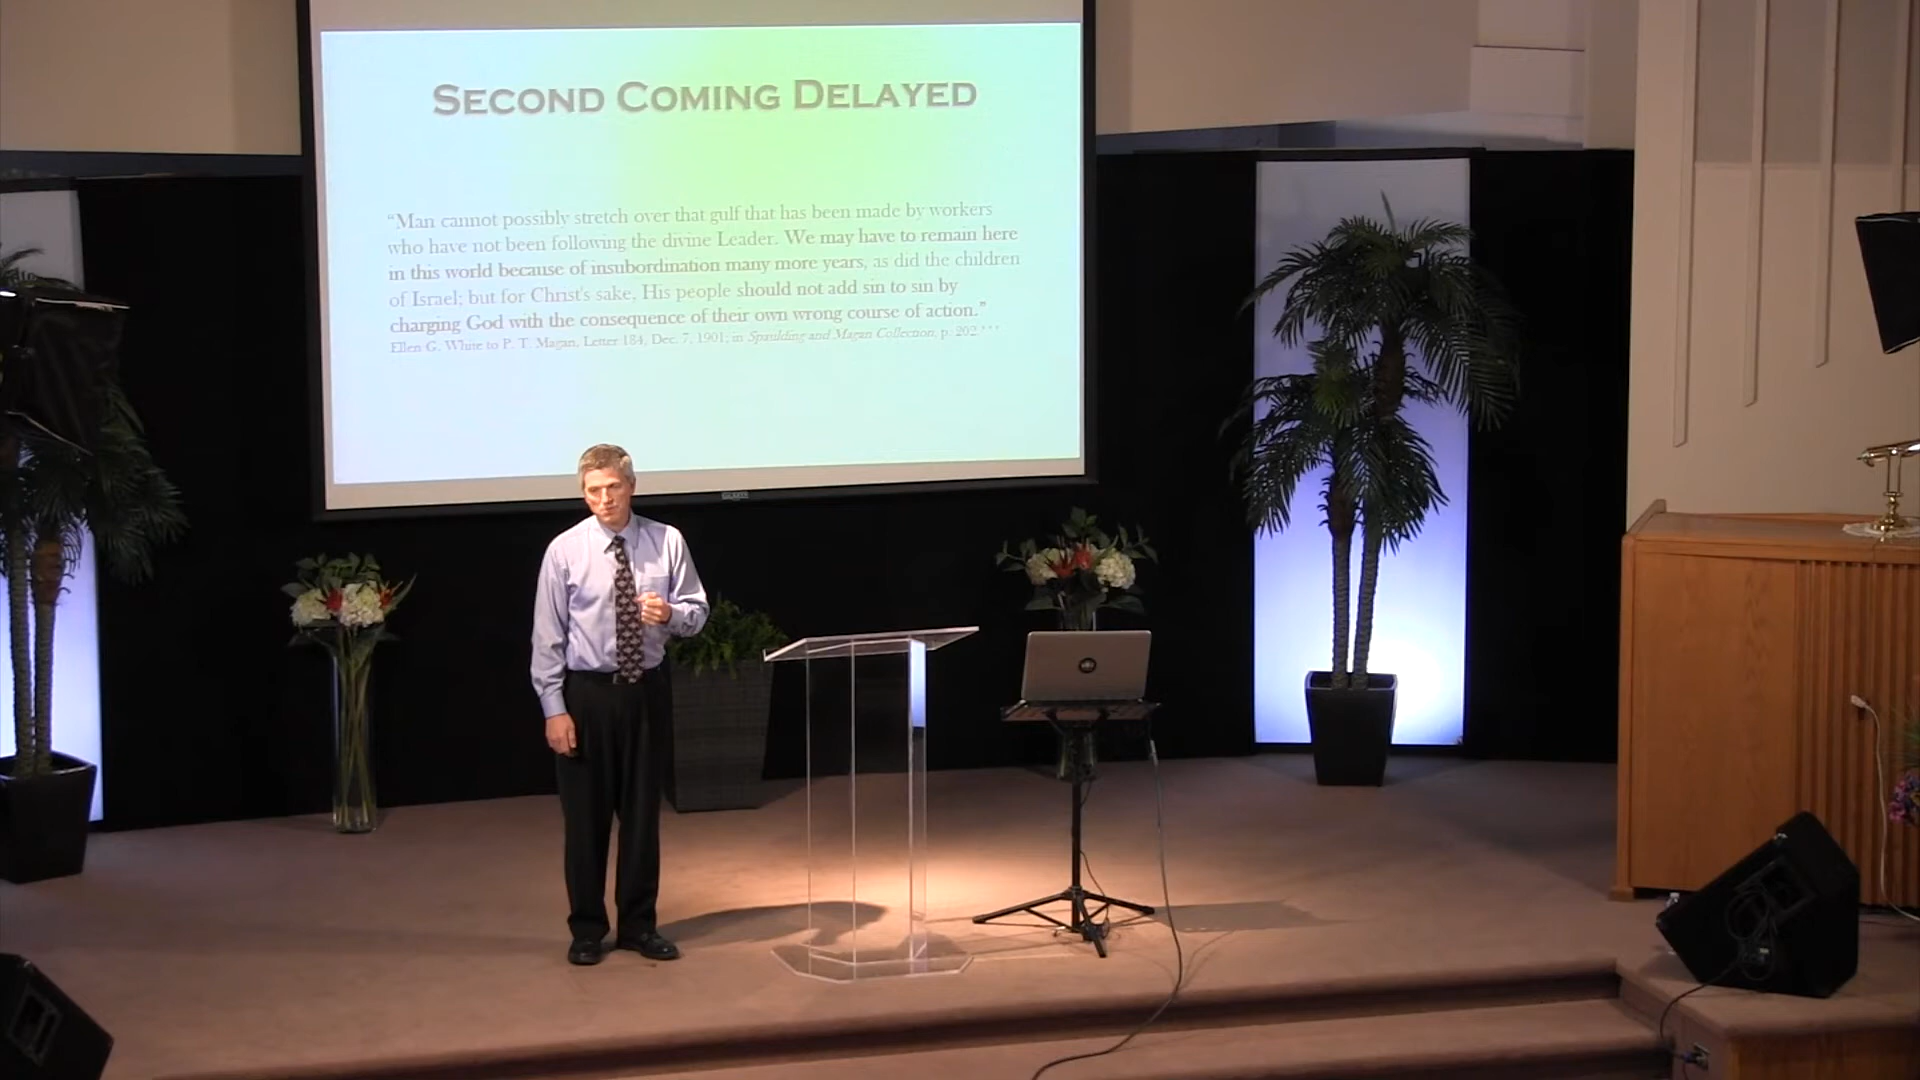 SECOND COMING DELAYED
“Man cannot possibly stretch over that gulf that has been made by workers
who have not been following the divine Leader. We may have to remain here
in this world because of insubordination many more years, as did the children
of Israel; but for Christ's sake, His people should not add sin to sin by
charging God with the consequence of their own wrong course of action.”
Ellen G. White to P. T. Magan, Letter 184, Dec. 7, 1901; in Spaulding and Magan Collection, p. 202